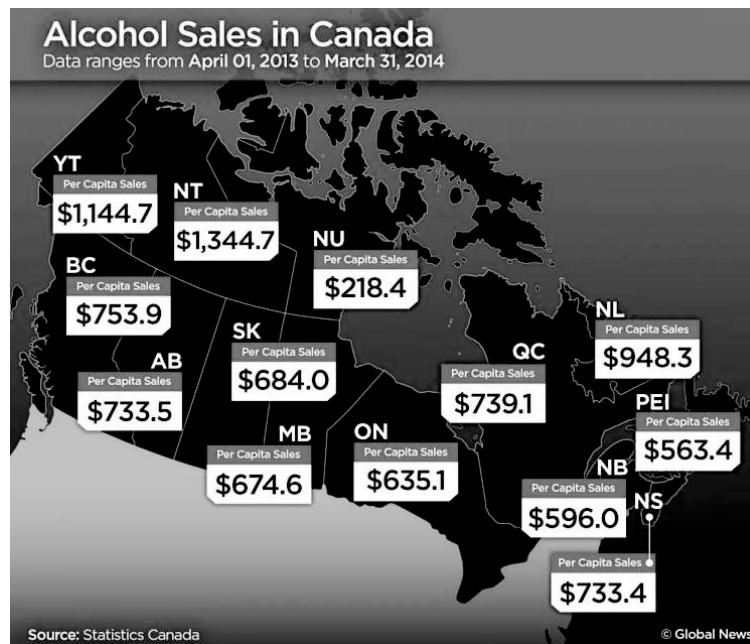 Alcohol Sales in Canada
Data ranges from April 01, 2013 to March 31, 2014
YT
Per Capita Sales
$1,144.7
NT
Per Capita Sales
$1,344.7
NU
Per Capita Sales
$218.4
BC
Per Capita Sales
$753.9
NL
Per Capita Sales
$948.3
SK
Per Capita Sales
$684.0
QC
Per Capita Sales
$739.1
AB
Per Capita Sales
$733.5
PEI
Per Capita Sales
$563.4
MB
Per Capita Sales
$674.6
ON
Per Capita Sales
$635.1
NB
Per Capita Sales
$596.0
NS
Per Capita Sales
$733.4
Source: Statistics Canada
© Global News